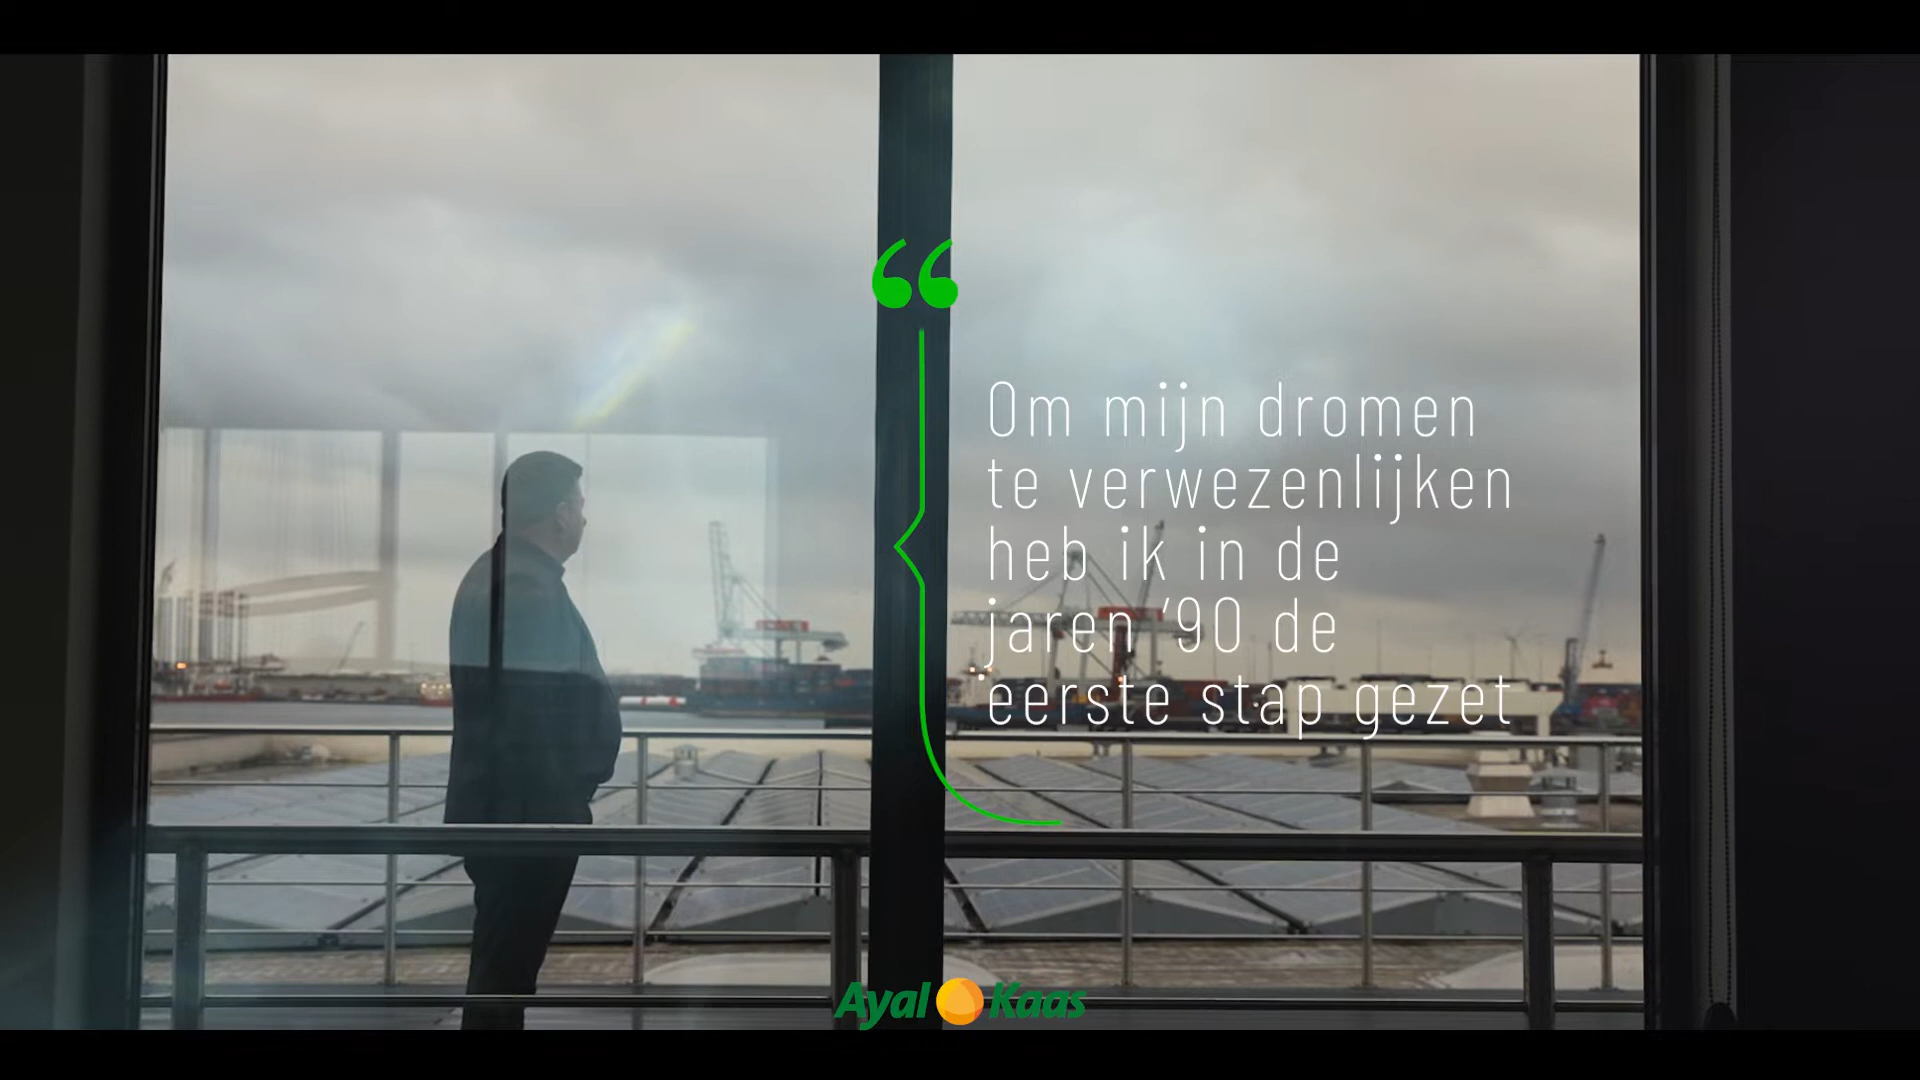 Om mijn dromen
te verwezenlijken
heb ik in de
jaren ‘90 de
eerste stap gezet
Ayal Kaas